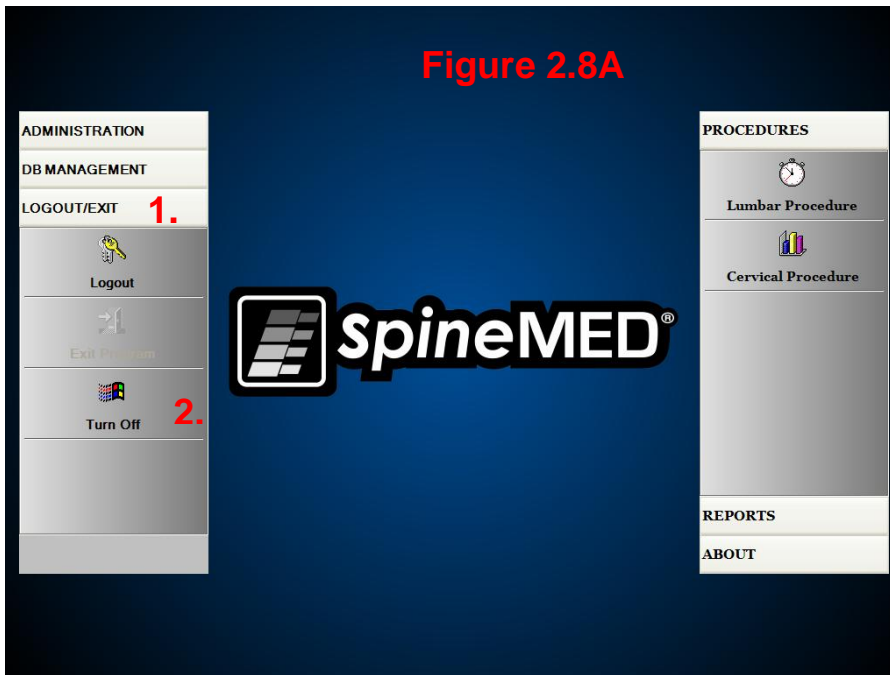 Figure 2.8A
ADMINISTRATION
DB MANAGEMENT
LOGOUT/EXIT 1.
Logout
Exit Program
Turn Off 2.
SpineMED®
PROCEDURES
Lumbar Procedure
Cervical Procedure
REPORTS
ABOUT